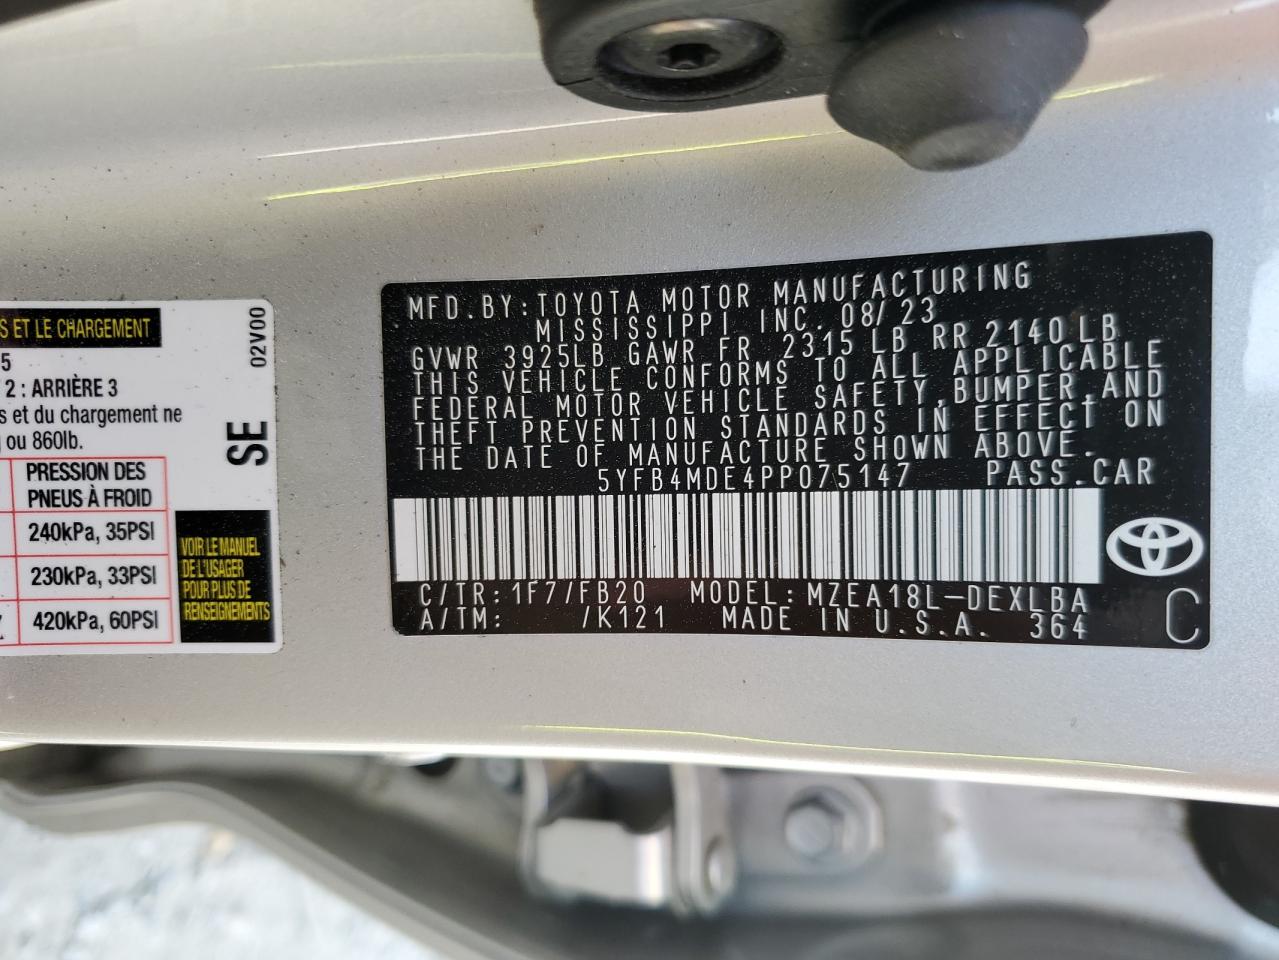 S ET LE CHARGEMENT
5
2 : ARRIÈRE 3
s et du chargement ne
ou 860lb.
PRESSION DES
PNEUS À FROID
240kPa, 35PSI
230kPa, 33PSI
420kPa, 60PSI
02V00
SE
VOIR LE MANUEL
DE L'USAGER
POUR PLUS DE
RENSEIGNEMENTS
MFD.BY:TOYOTA MOTOR MANUFACTURING
MISSISSIPPI INC. 08/23
GVWR 3925LB GAWR FR 2315 LB RR 2140 LB
THIS VEHICLE CONFORMS TO ALL APPLICABLE
FEDERAL MOTOR VEHICLE SAFETY,BUMPER,AND
THEFT PREVENTION STANDARDS IN EFFECT ON
THE DATE OF MANUFACTURE SHOWN ABOVE.
5YFB4MDE4PP075147 PASS.CAR
C/TR:1F7/FB20 MODEL:MZEA18L-DEXLBA
A/TM: /K121 MADE IN U.S.A. 364
C